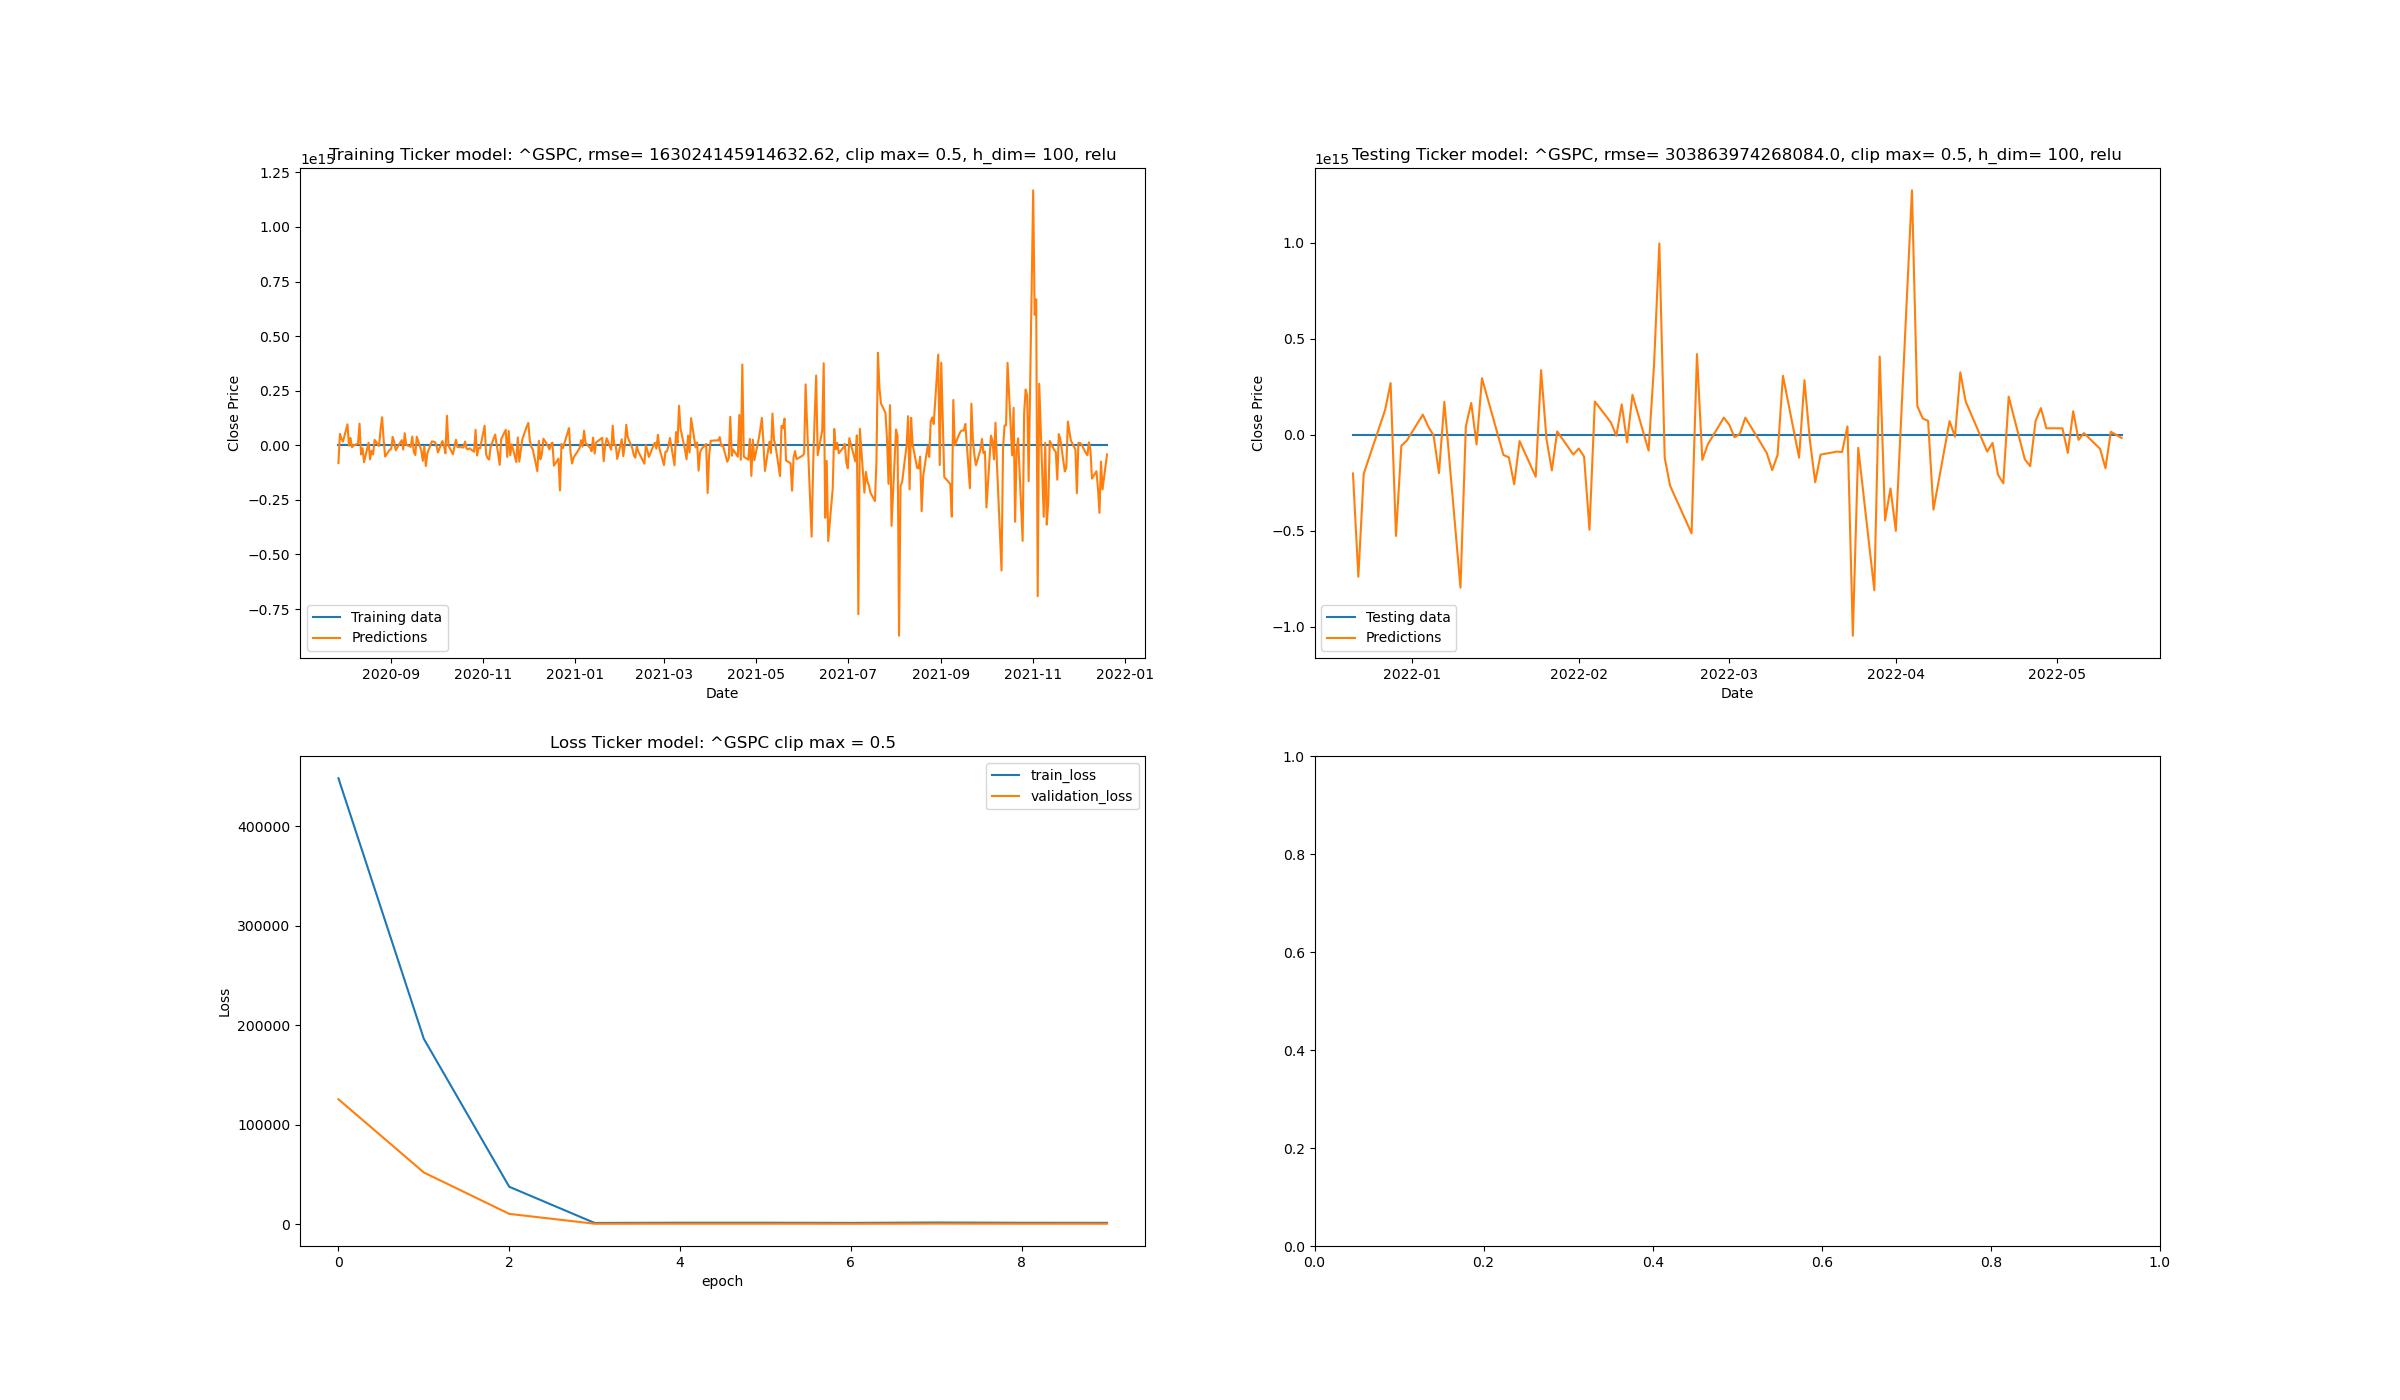 Training Ticker model: ^GSPC, rmse= 163024145914632.62, clip max= 0.5, h_dim= 100, relu
1e15
1.25
1.00
0.75
0.50
0.25
0.00
−0.25
−0.50
−0.75
Close Price
Training data
Predictions
2020-09 2020-11 2021-01 2021-03 2021-05 2021-07 2021-09 2021-11 2022-01
Date
Testing Ticker model: ^GSPC, rmse= 303863974268084.0, clip max= 0.5, h_dim= 100, relu
1e15
1.0
0.5
0.0
−0.5
−1.0
Close Price
Testing data
Predictions
2022-01 2022-02 2022-03 2022-04 2022-05
Date
Loss Ticker model: ^GSPC clip max = 0.5
train_loss
validation_loss
400000
300000
200000
100000
0
Loss
0 2 4 6 8
epoch
1.0
0.8
0.6
0.4
0.2
0.0
0.0 0.2 0.4 0.6 0.8 1.0